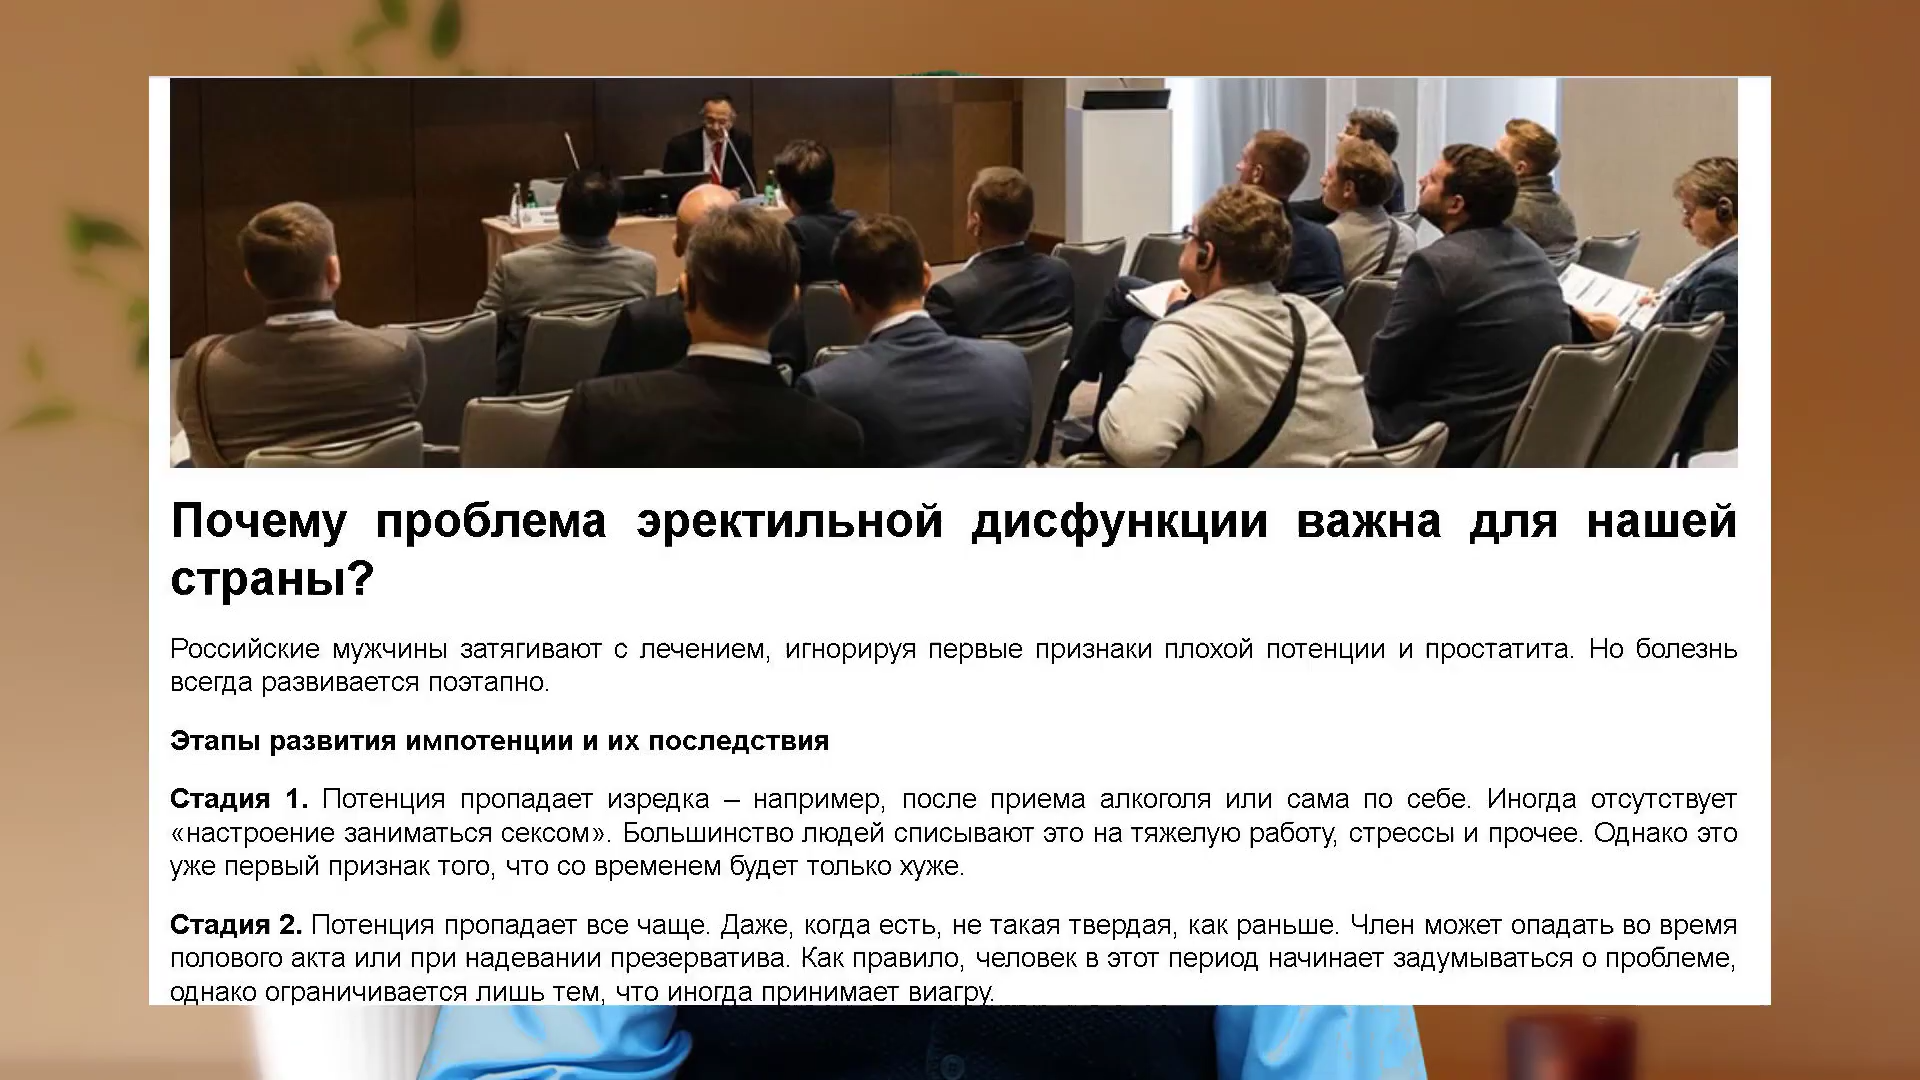 Почему проблема эректильной дисфункции важна для нашей
страны?
Российские мужчины затягивают с лечением, игнорируя первые признаки плохой потенции и простатита. Но болезнь
всегда развивается поэтапно.
Этапы развития импотенции и их последствия
Стадия 1. Потенция пропадает изредка – например, после приема алкоголя или сама по себе. Иногда отсутствует
«настроение заниматься сексом». Большинство людей списывают это на тяжелую работу, стрессы и прочее. Однако это
уже первый признак того, что со временем будет только хуже.
Стадия 2. Потенция пропадает все чаще. Даже, когда есть, не такая твердая, как раньше. Член может опадать во время
полового акта или при надевании презерватива. Как правило, человек в этот период начинает задумываться о проблеме,
однако ограничивается лишь тем, что иногда принимает виагру.